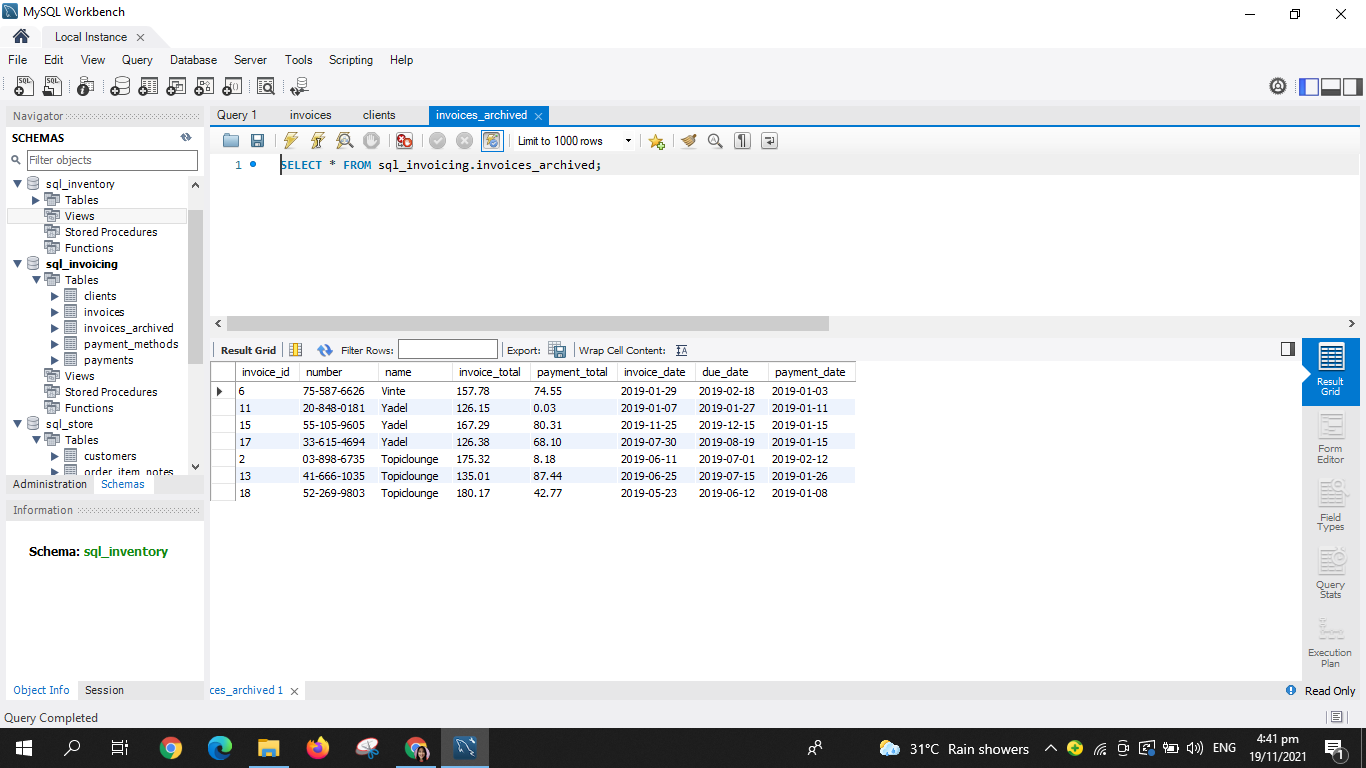 MySQL Workbench
Local Instance
File Edit View Query Database Server Tools Scripting Help
Navigator
SCHEMAS
Filter objects
sql_inventory
Tables
Views
Stored Procedures
Functions
sql_invoicing
Tables
clients
invoices
invoices_archived
payment_methods
payments
Views
Stored Procedures
Functions
sql_store
Tables
customers
order_item_notes
Administration Schemas
Information
Schema: sql_inventory
Object Info Session
Query 1 invoices clients invoices_archived
Limit to 1000 rows
1 SELECT * FROM sql_invoicing.invoices_archived;
Result Grid Filter Rows: Export: Wrap Cell Content:
invoice_id number name invoice_total payment_total invoice_date due_date payment_date
6 75-587-6626 Vinte 157.78 74.55 2019-01-29 2019-02-18 2019-01-03
11 20-848-0181 Yadel 126.15 0.03 2019-01-07 2019-01-27 2019-01-11
15 55-105-9605 Yadel 167.29 80.31 2019-11-25 2019-12-15 2019-01-15
17 33-615-4694 Yadel 126.38 68.10 2019-07-30 2019-08-19 2019-01-15
2 03-898-6735 Topiclounge 175.32 8.18 2019-06-11 2019-07-01 2019-02-12
13 41-666-1035 Topiclounge 135.01 87.44 2019-06-25 2019-07-15 2019-01-26
18 52-269-9803 Topiclounge 180.17 42.77 2019-05-23 2019-06-12 2019-01-08
Result
Grid
Form
Editor
Field
Types
Query
Stats
Execution
Plan
ces_archived 1
Read Only
Query Completed
31°C Rain showers
ENG
4:41 pm
19/11/2021
1